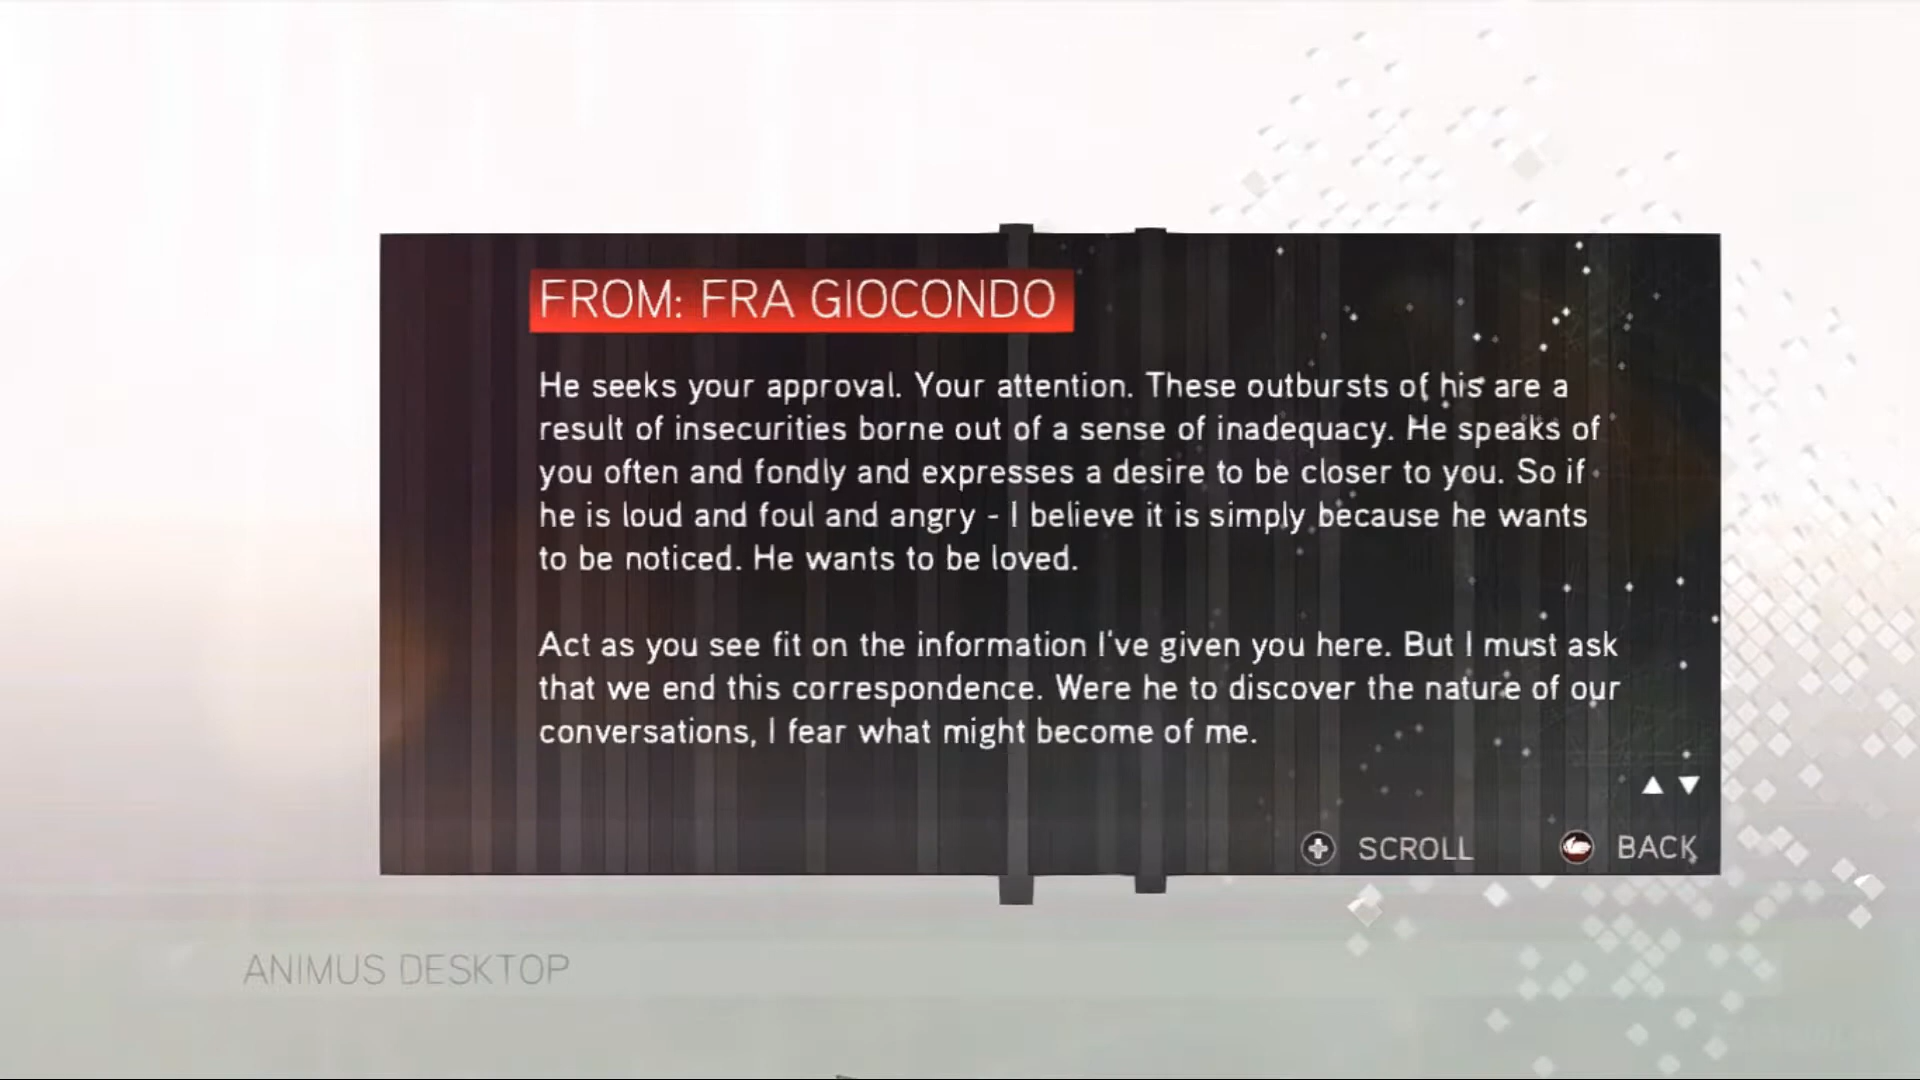 FROM: FRA GIOCONDO
He seeks your approval. Your attention. These outbursts of his are a
result of insecurities borne out of a sense of inadequacy. He speaks of
you often and fondly and expresses a desire to be closer to you. So if
he is loud and foul and angry - I believe it is simply because he wants
to be noticed. He wants to be loved.
Act as you see fit on the information I've given you here. But I must ask
that we end this correspondence. Were he to discover the nature of our
conversations, I fear what might become of me.
SCROLL BACK
ANIMUS DESKTOP